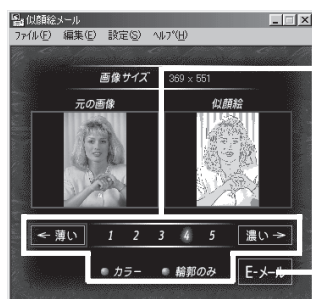 似顔絵メール
ファイル(F) 編集(E) 設定(S) ヘルプ(H)
画像サイズ 369 x 551
元の画像 似顔絵
← 薄い 1 2 3 4 5 濃い →
カラー 輪郭のみ E-メール